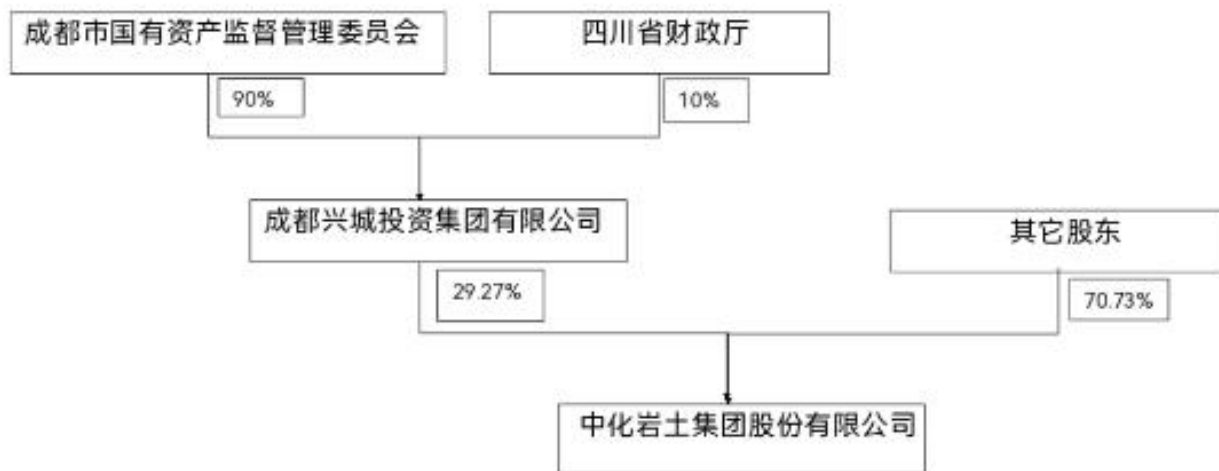 成都市国有资产监督管理委员会
四川省财政厅
90%
10%
成都兴城投资集团有限公司
其它股东
29.27%
70.73%
中化岩土集团股份有限公司